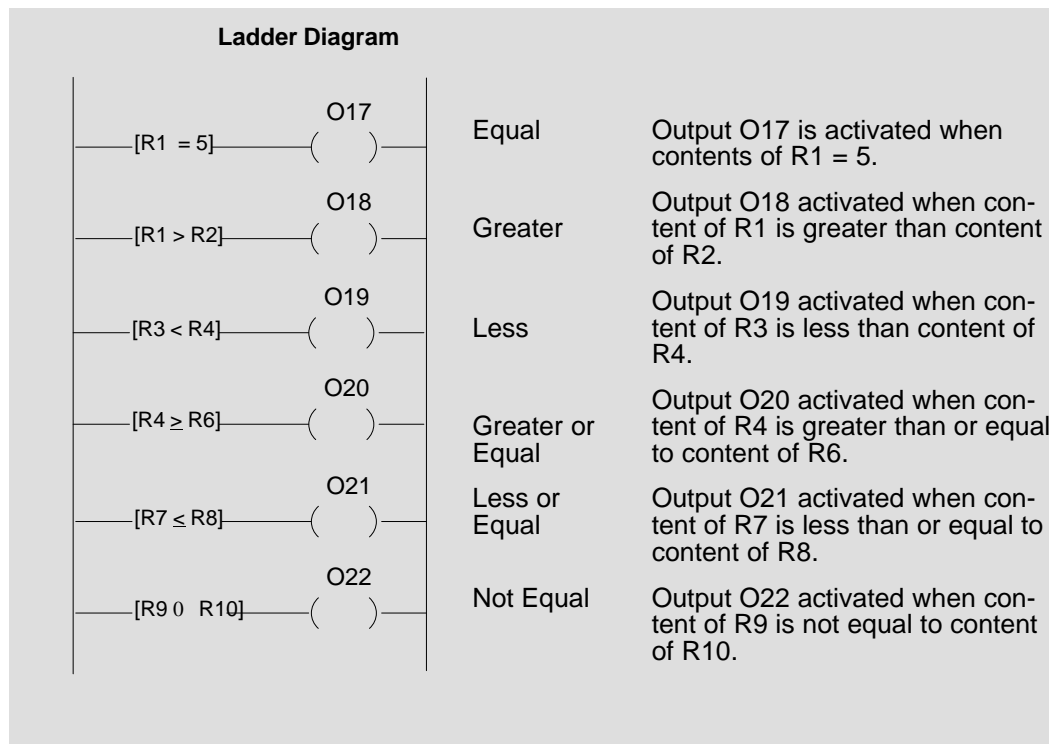 Ladder Diagram
O17
[R1 = 5]
Equal
Output O17 is activated when
contents of R1 = 5.
O18
[R1 > R2]
Greater
Output O18 activated when con-
tent of R1 is greater than content
of R2.
O19
[R3 < R4]
Less
Output O19 activated when con-
tent of R3 is less than content of
R4.
O20
[R4 ≥ R6]
Greater or
Equal
Output O20 activated when con-
tent of R4 is greater than or equal
to content of R6.
O21
[R7 ≤ R8]
Less or
Equal
Output O21 activated when con-
tent of R7 is less than or equal to
content of R8.
O22
[R9 0 R10]
Not Equal
Output O22 activated when con-
tent of R9 is not equal to content
of R10.